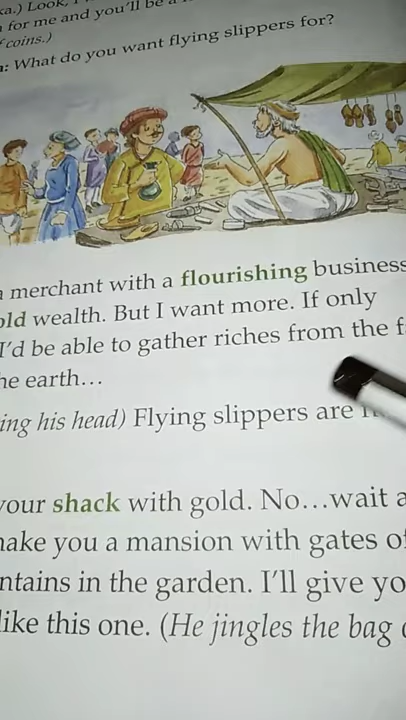 ka.) Look, I
for me and you'll be a
coins.)
: What do you want flying slippers for?
a merchant with a flourishing business
old wealth. But I want more. If only
I'd be able to gather riches from the f
he earth...
ing his head) Flying slippers are
your shack with gold. No...wait a
make you a mansion with gates of
ntains in the garden. I'll give yo
like this one. (He jingles the bag